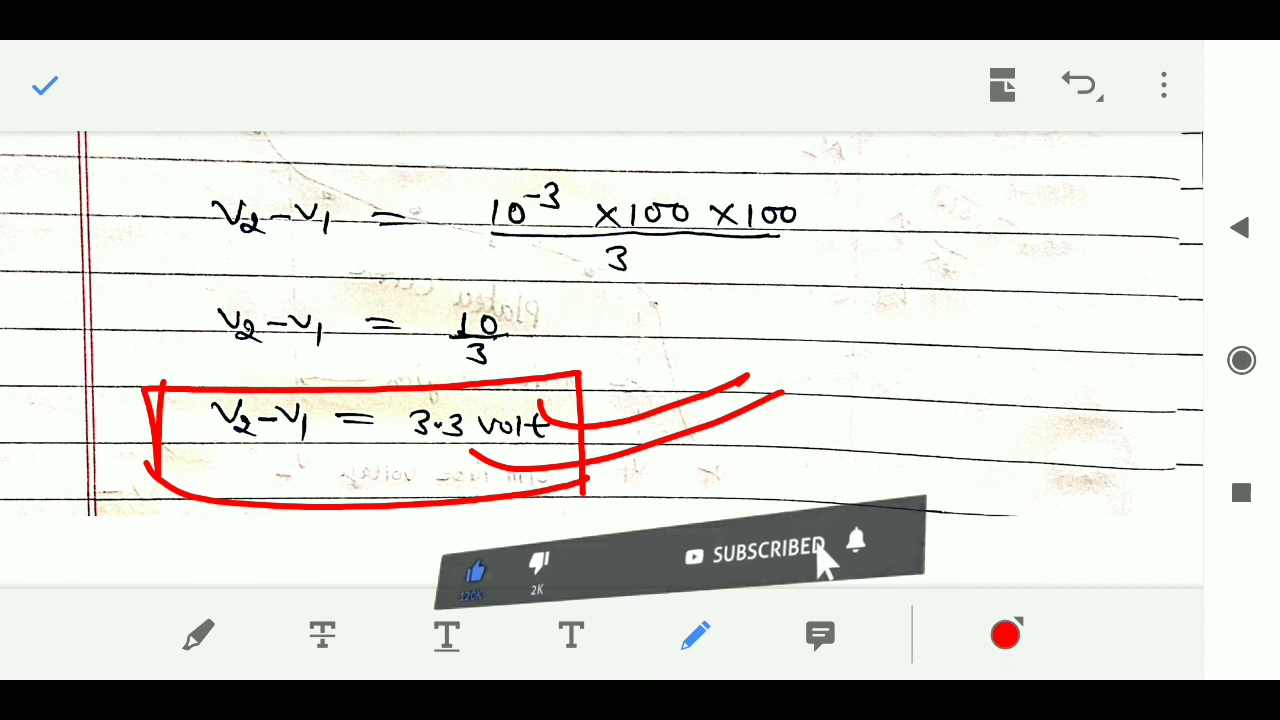 V₂-V₁ = 10⁻³ ×100 ×100
3
V₂-V₁ = 10
3
V₂-V₁ = 3.3 volt
120K
2K
SUBSCRIBED
T
T
T